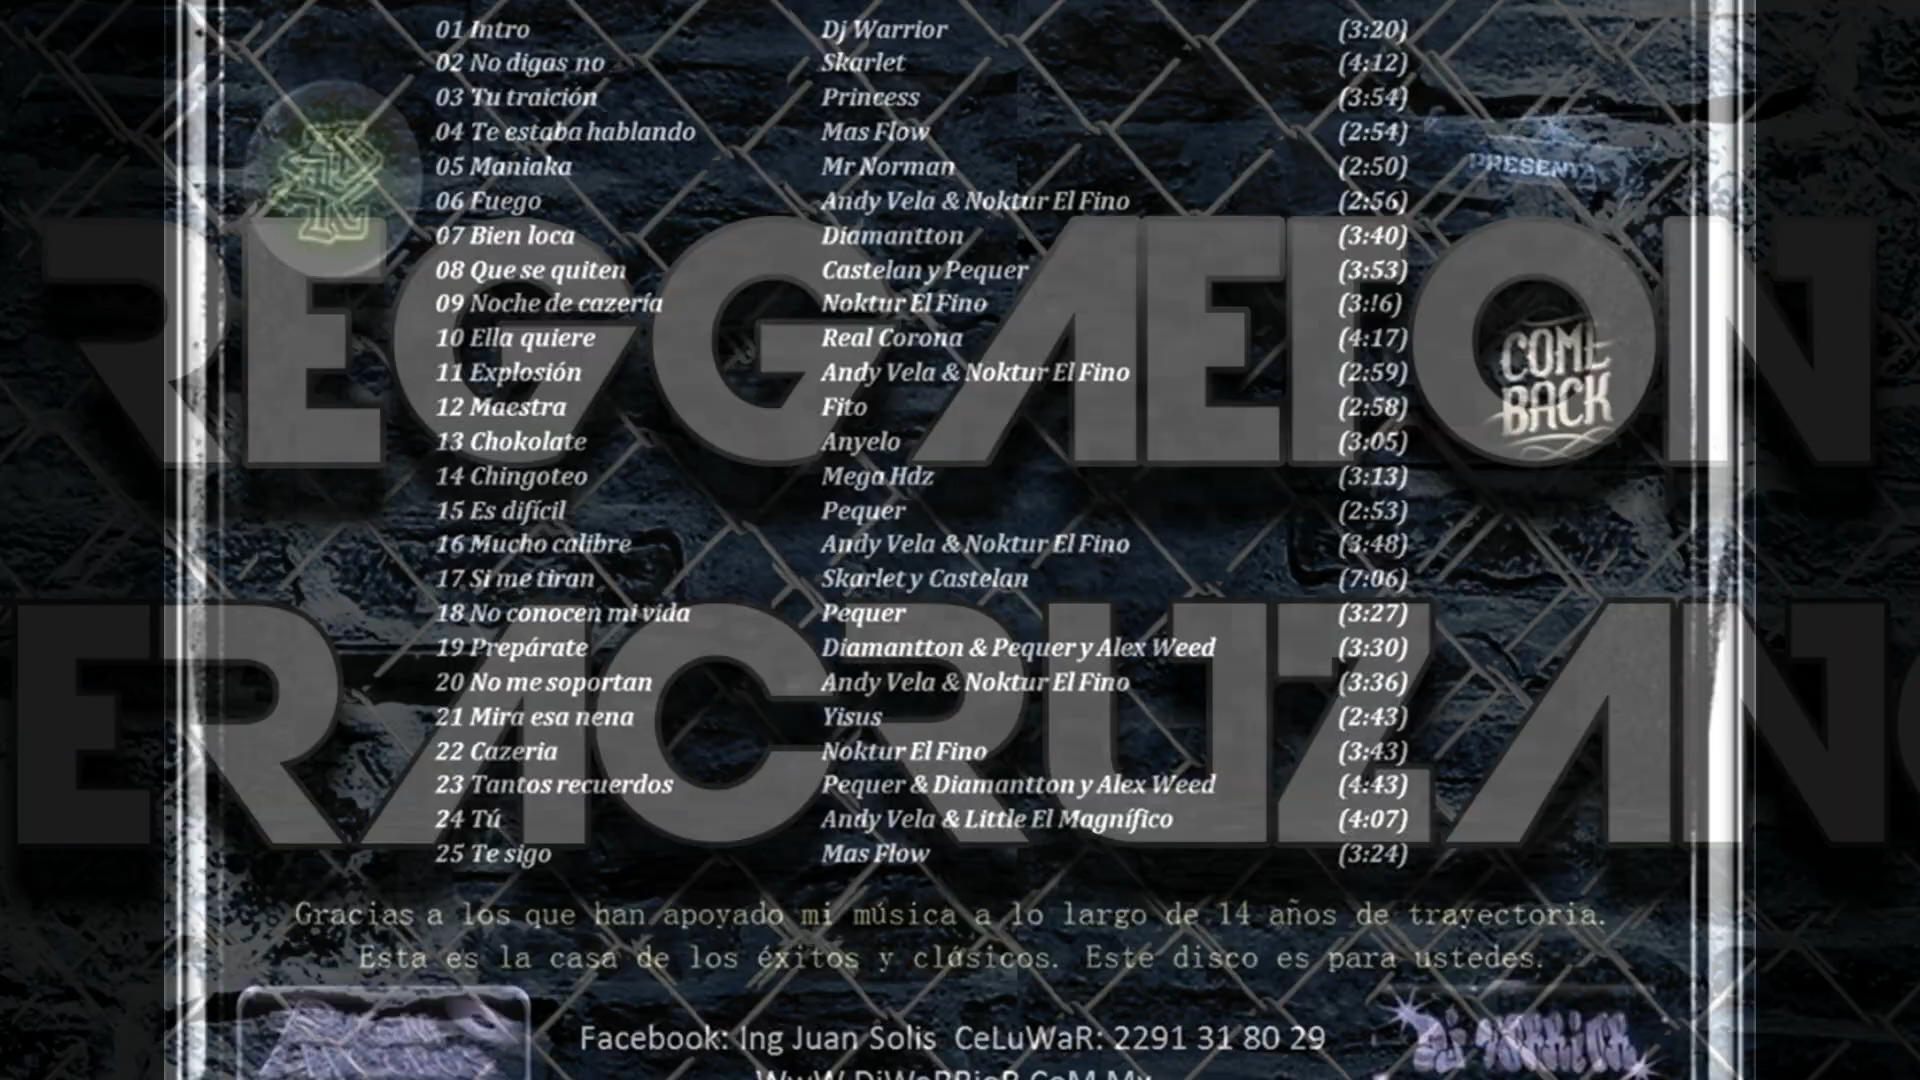 01 Intro Dj Warrior (3:20)
02 No digas no Skarlet (4:12)
03 Tu traición Princess (3:54)
04 Te estaba hablando Mas Flow (2:54)
05 Maniaka Mr Norman (2:50)
PRESENTA
06 Fuego Andy Vela & Noktur El Fino (2:56)
07 Bien loca Diamantton (3:40)
08 Que se quiten Castelan y Pequer (3:53)
09 Noche de cazería Noktur El Fino (3:!6)
10 Ella quiere Real Corona (4:17)
11 Explosión Andy Vela & Noktur El Fino (2:59)
12 Maestra Fito (2:58)
13 Chokolate Anyelo (3:05)
REGGAETON
COME
BACK
14 Chingoteo Mega Hdz (3:13)
15 Es difícil Pequer (2:53)
16 Mucho calibre Andy Vela & Noktur El Fino (3:48)
17 Si me tiran Skarlet y Castelan (7:06)
18 No conocen mi vida Pequer (3:27)
19 Prepárate Diamantton & Pequer y Alex Weed (3:30)
20 No me soportan Andy Vela & Noktur El Fino (3:36)
21 Mira esa nena Yisus (2:43)
22 Cazeria Noktur El Fino (3:43)
23 Tantos recuerdos Pequer & Diamantton y Alex Weed (4:43)
24 Tú Andy Vela & Little El Magnífico (4:07)
25 Te sigo Mas Flow (3:24)
ERACRUZAN
Gracias a los que han apoyado mi música a lo largo de 14 años de trayectoria.
Esta es la casa de los éxitos y clásicos. Este disco es para ustedes.
Facebook: Ing Juan Solis CeLuWaR: 2291 31 80 29
Dj Warrior
WwW.DjWaRRioR.CoM.Mx